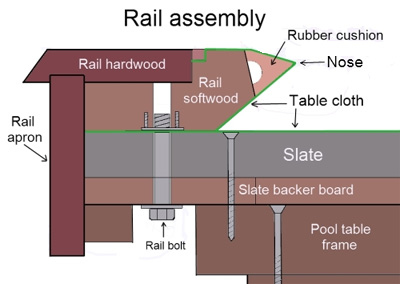 Rail assembly
Rubber cushion
Rail hardwood
Nose
Rail
softwood
Table cloth
Rail
apron
Slate
Slate backer board
Rail bolt
Pool table
frame